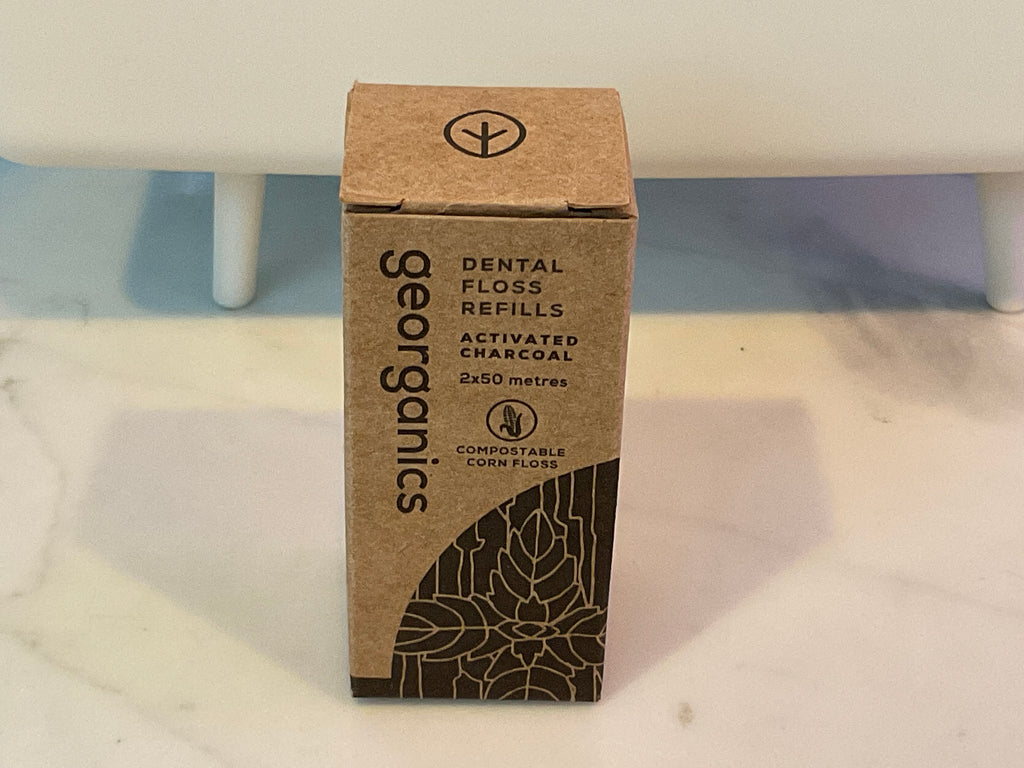 georganics
DENTAL
FLOSS
REFILLS
ACTIVATED
CHARCOAL
2x50 metres
COMPOSTABLE
CORN FLOSS